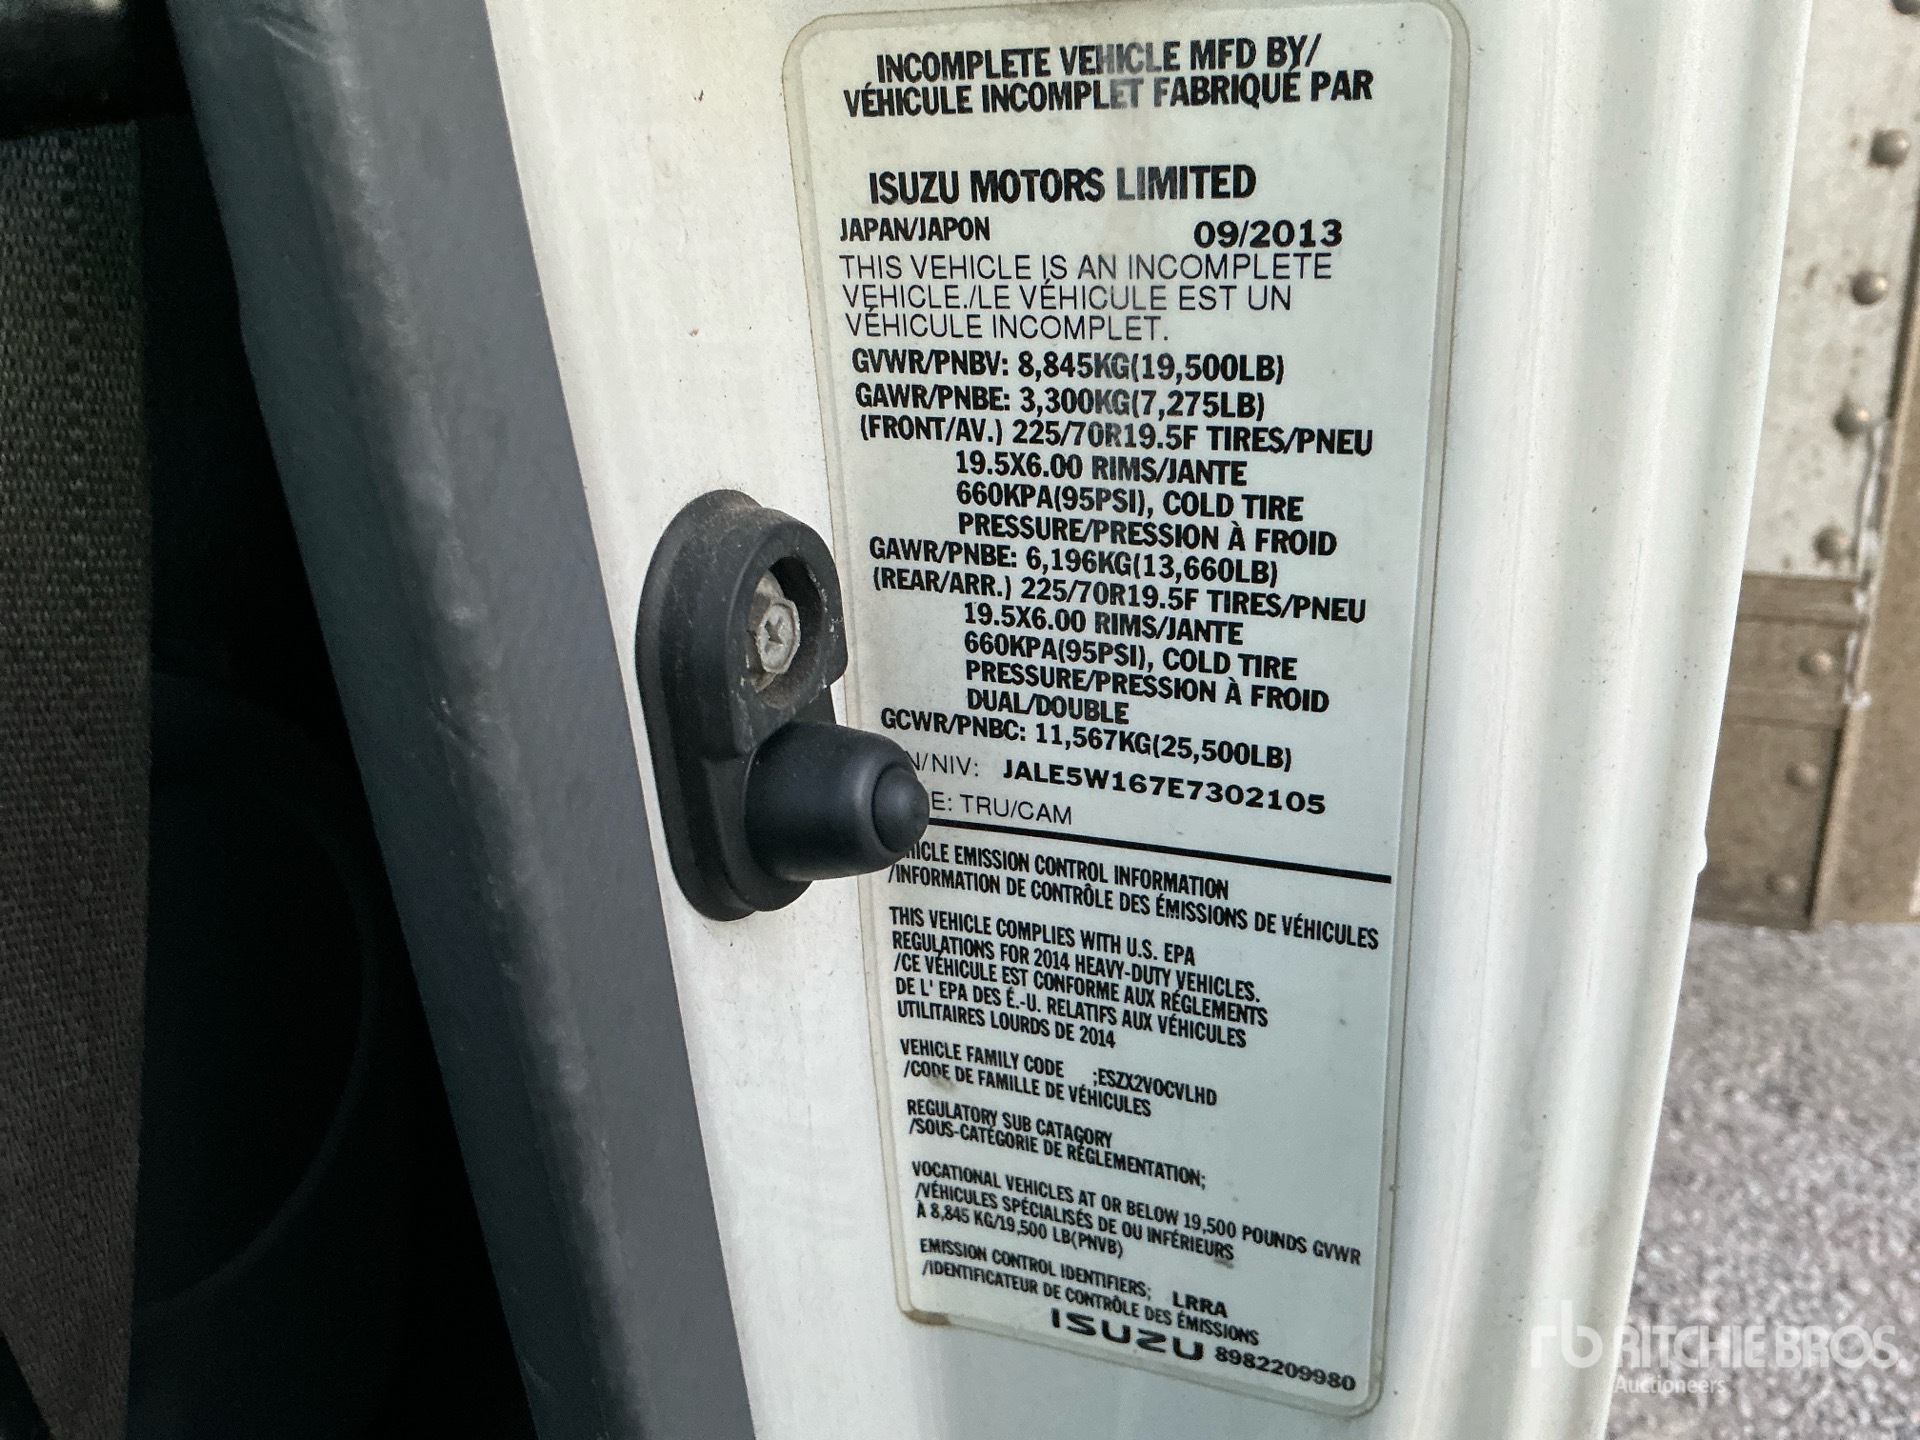 INCOMPLETE VEHICLE MFD BY/
VÉHICULE INCOMPLET FABRIQUÉ PAR
ISUZU MOTORS LIMITED
JAPAN/JAPON 09/2013
THIS VEHICLE IS AN INCOMPLETE
VEHICLE./LE VÉHICULE EST UN
VÉHICULE INCOMPLET.
GVWR/PNBV: 8,845KG(19,500LB)
GAWR/PNBE: 3,300KG(7,275LB)
(FRONT/AV.) 225/70R19.5F TIRES/PNEU
19.5X6.00 RIMS/JANTE
660KPA(95PSI), COLD TIRE
PRESSURE/PRESSION À FROID
GAWR/PNBE: 6,196KG(13,660LB)
(REAR/ARR.) 225/70R19.5F TIRES/PNEU
19.5X6.00 RIMS/JANTE
660KPA(95PSI), COLD TIRE
PRESSURE/PRESSION À FROID
DUAL/DOUBLE
GCWR/PNBC: 11,567KG(25,500LB)
N/NIV: JALE5W167E7302105
E: TRU/CAM
HICLE EMISSION CONTROL INFORMATION
/INFORMATION DE CONTRÔLE DES ÉMISSIONS DE VÉHICULES
THIS VEHICLE COMPLIES WITH U.S. EPA
REGULATIONS FOR 2014 HEAVY-DUTY VEHICLES.
/CE VÉHICULE EST CONFORME AUX RÉGLEMENTS
DE L' EPA DES É.-U. RELATIFS AUX VÉHICULES
UTILITAIRES LOURDS DE 2014
VEHICLE FAMILY CODE ;ESZX2VOCVLHD
/CODE DE FAMILLE DE VÉHICULES
REGULATORY SUB CATAGORY
/SOUS-CATÉGORIE DE RÉGLEMENTATION;
VOCATIONAL VEHICLES AT OR BELOW 19,500 POUNDS GVWR
/VÉHICULES SPÉCIALISÉS DE OU INFÉRIEURS
À 8,845 KG/19,500 LB(PNVB)
EMISSION CONTROL IDENTIFIERS; LRRA
/IDENTIFICATEUR DE CONTRÔLE DES ÉMISSIONS
ISUZU 8982209980
rb RITCHIE BROS
Auctioneers